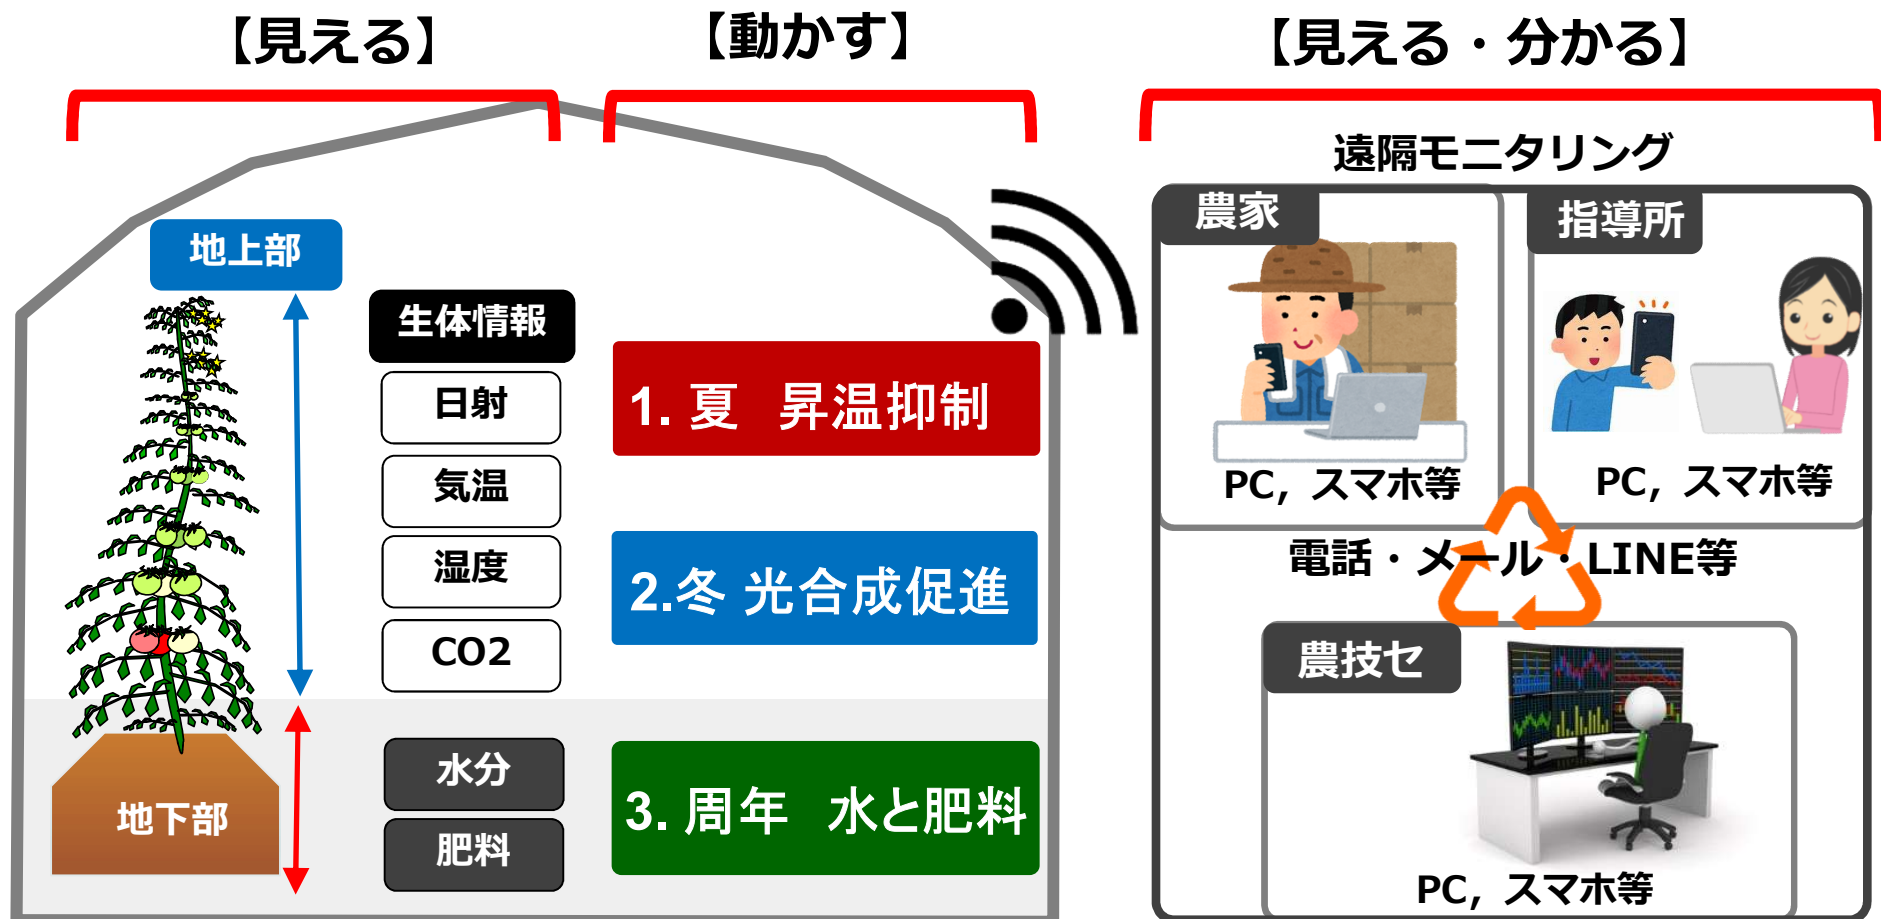 【見える】
【動かす】
【見える・分かる】
遠隔モニタリング
地上部
生体情報
日射
気温
湿度
CO2
水分
肥料
地下部
1. 夏 昇温抑制
2.冬 光合成促進
3. 周年 水と肥料
農家
PC, スマホ等
指導所
PC, スマホ等
電話・メール・LINE等
農技セ
PC, スマホ等